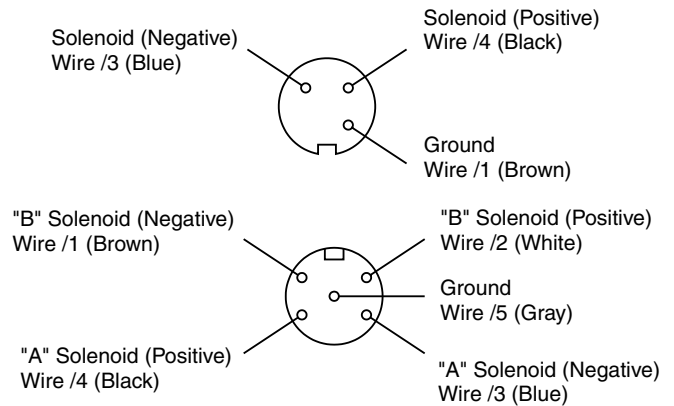 Solenoid (Negative)
Wire /3 (Blue)
Solenoid (Positive)
Wire /4 (Black)
Ground
Wire /1 (Brown)
"B" Solenoid (Negative)
Wire /1 (Brown)
"B" Solenoid (Positive)
Wire /2 (White)
Ground
Wire /5 (Gray)
"A" Solenoid (Positive)
Wire /4 (Black)
"A" Solenoid (Negative)
Wire /3 (Blue)